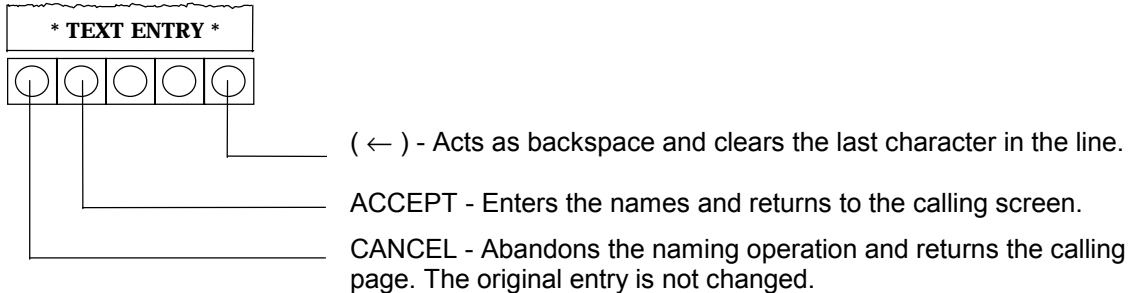 * TEXT ENTRY *
( ← ) - Acts as backspace and clears the last character in the line.
ACCEPT - Enters the names and returns to the calling screen.
CANCEL - Abandons the naming operation and returns the calling
page. The original entry is not changed.